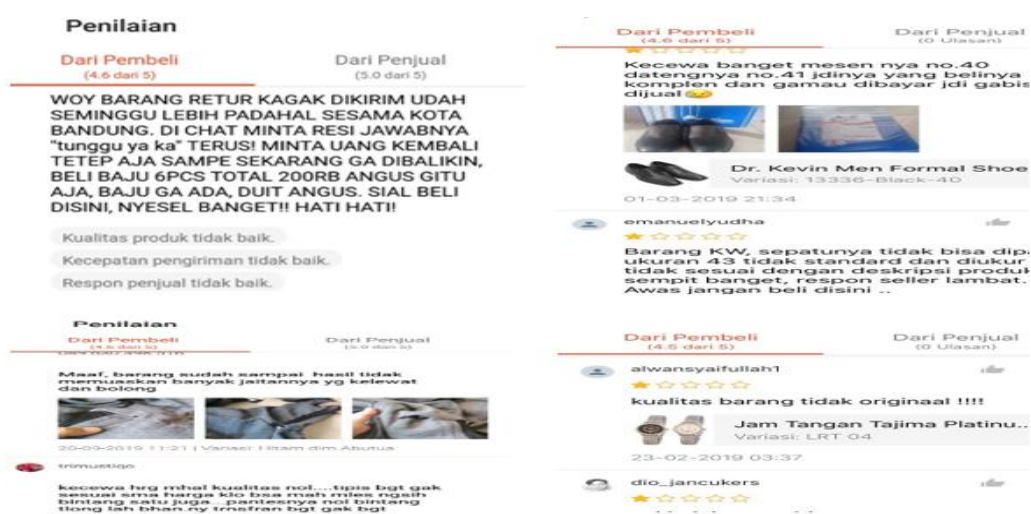 Penilaian
Dari Pembeli
(4.6 dari 5)
Dari Penjual
(5.0 dari 5)
WOY BARANG RETUR KAGAK DIKIRIM UDAH
SEMINGGU LEBIH PADAHAL SESAMA KOTA
BANDUNG. DI CHAT MINTA RESI JAWABNYA
"tunggu ya ka" TERUS! MINTA UANG KEMBALI
TETEP AJA SAMPE SEKARANG GA DIBALIKIN,
BELI BAJU 6PCS TOTAL 200RB ANGUS GITU
AJA, BAJU GA ADA, DUIT ANGUS. SIAL BELI
DISINI, NYESEL BANGET!! HATI HATI!
Kualitas produk tidak baik.
Kecepatan pengiriman tidak baik.
Respon penjual tidak baik.
Penilaian
Dari Pembeli
(4.6 dari 5)
Dari Penjual
(5.0 dari 5)
Maaf, barang sudah sampai hasil tidak
memuaskan banyak jaitannya yg kelewat
dan bolong
20-09-2019 11:21 | Variasi: Hitam dim Abutua
trimustiqo
kecewa hrg mhal kualitas nol....tipis bgt gak
sesuai sma harga klo bsa mah mles ngsih
bintang satu juga...pantesnya nol bintang
tlong lah bhan.ny trnsfran bgt gak bgt
Dari Pembeli
(4.6 dari 5)
Dari Penjual
(0 Ulasan)
Kecewa banget mesen nya no.40
datengnya no.41 jdinya yang belinya
komplen dan gamau dibayar jdi gabis
dijual
Dr. Kevin Men Formal Shoe
Variasi: 13336-Black-40
01-03-2019 21:34
emanuelyudha
Barang KW, sepatunya tidak bisa dipa
ukuran 43 tidak standard dan diukur
tidak sesuai dengan deskripsi produk
sempit banget, respon seller lambat.
Awas jangan beli disini ..
Dari Pembeli
(4.5 dari 5)
Dari Penjual
(0 Ulasan)
alwansyaifullah1
kualitas barang tidak originaal !!!!
Jam Tangan Tajima Platinu...
Variasi: LRT 04
23-02-2019 03:37
dio_jancukers